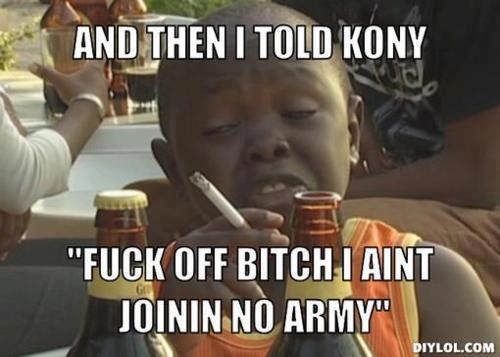 AND THEN I TOLD KONY
"FUCK OFF BITCH I AINT
JOININ NO ARMY"
DIYLOL.COM